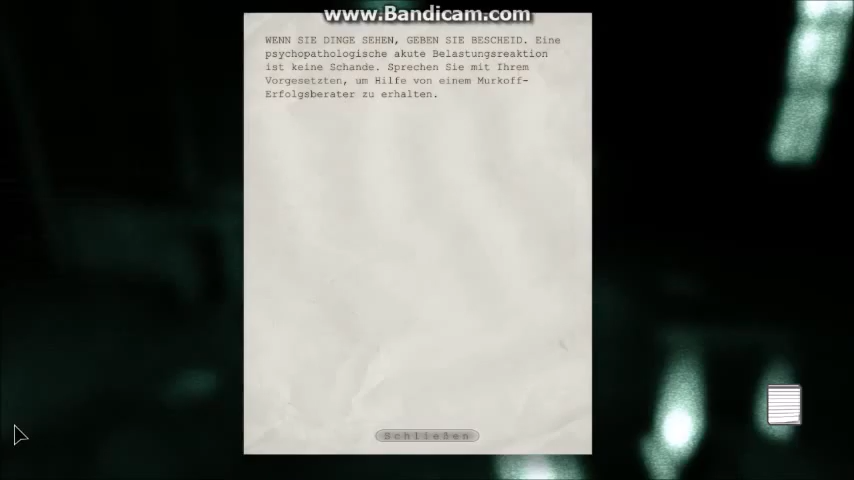 www.Bandicam.com
WENN SIE DINGE SEHEN, GEBEN SIE BESCHEID. Eine
psychopathologische akute Belastungsreaktion
ist keine Schande. Sprechen Sie mit Ihrem
Vorgesetzten, um Hilfe von einem Murkoff-
Erfolgsberater zu erhalten.
Schließen